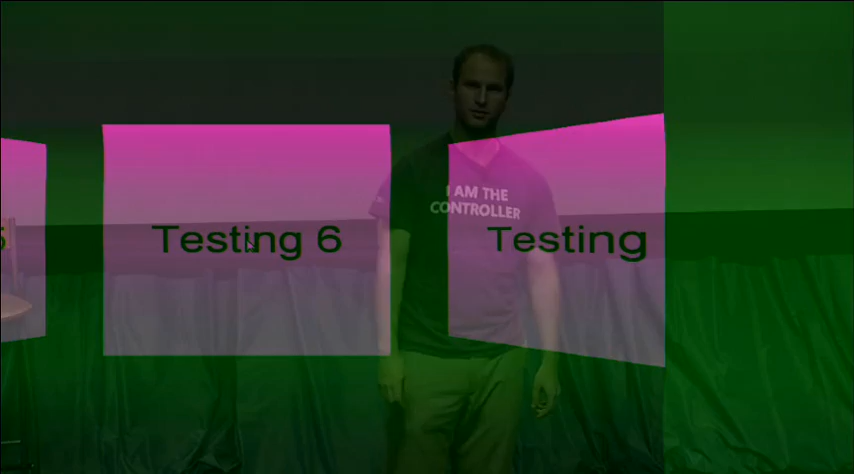 Testing 6
Testing
I AM THE
CONTROLLER